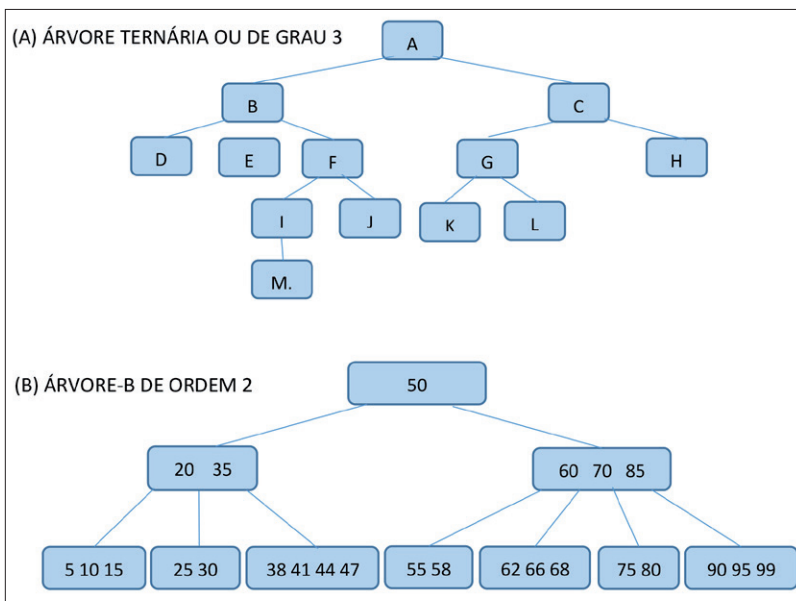 (A) ÁRVORE TERNÁRIA OU DE GRAU 3
A
B C
D E F G H
I J K L
M.
(B) ÁRVORE-B DE ORDEM 2
50
20 35 60 70 85
5 10 15 25 30 38 41 44 47 55 58 62 66 68 75 80 90 95 99